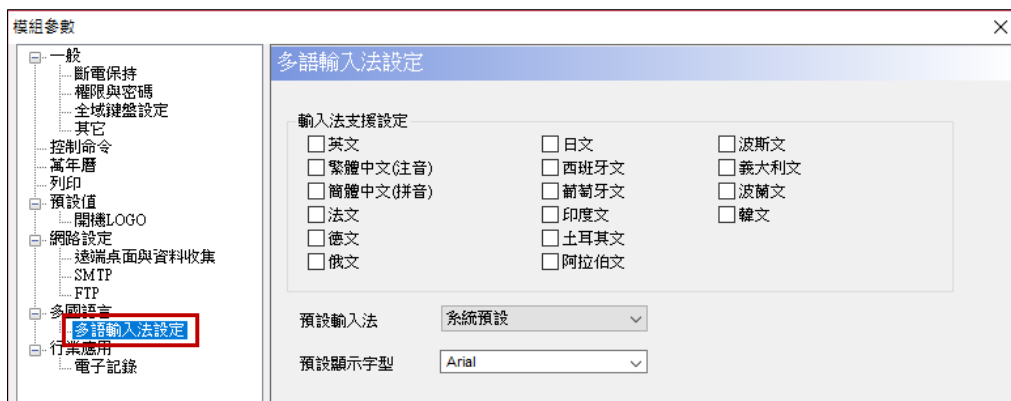 模組參數
一般
斷電保持
權限與密碼
全域鍵盤設定
其它
控制命令
萬年曆
列印
預設值
開機LOGO
網路設定
遠端桌面與資料收集
SMTP
FTP
多國語言
多語輸入法設定
行業應用
電子記錄
多語輸入法設定
輸入法支援設定
英文 日文 波斯文
繁體中文(注音) 西班牙文 義大利文
簡體中文(拼音) 葡萄牙文 波蘭文
法文 印度文 韓文
德文 土耳其文
俄文 阿拉伯文
預設輸入法 系統預設
預設顯示字型 Arial